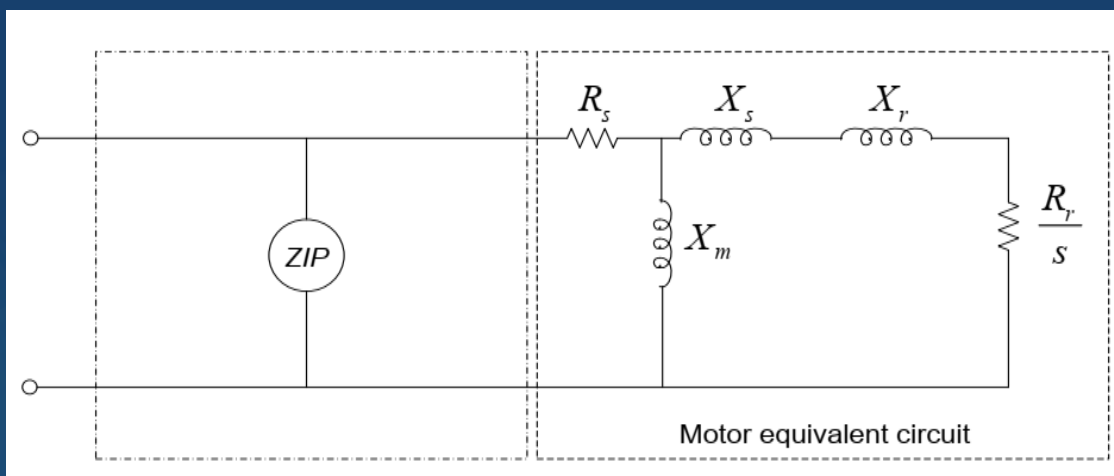 R_s
X_s
X_r
ZIP
X_m
R_r
s
Motor equivalent circuit